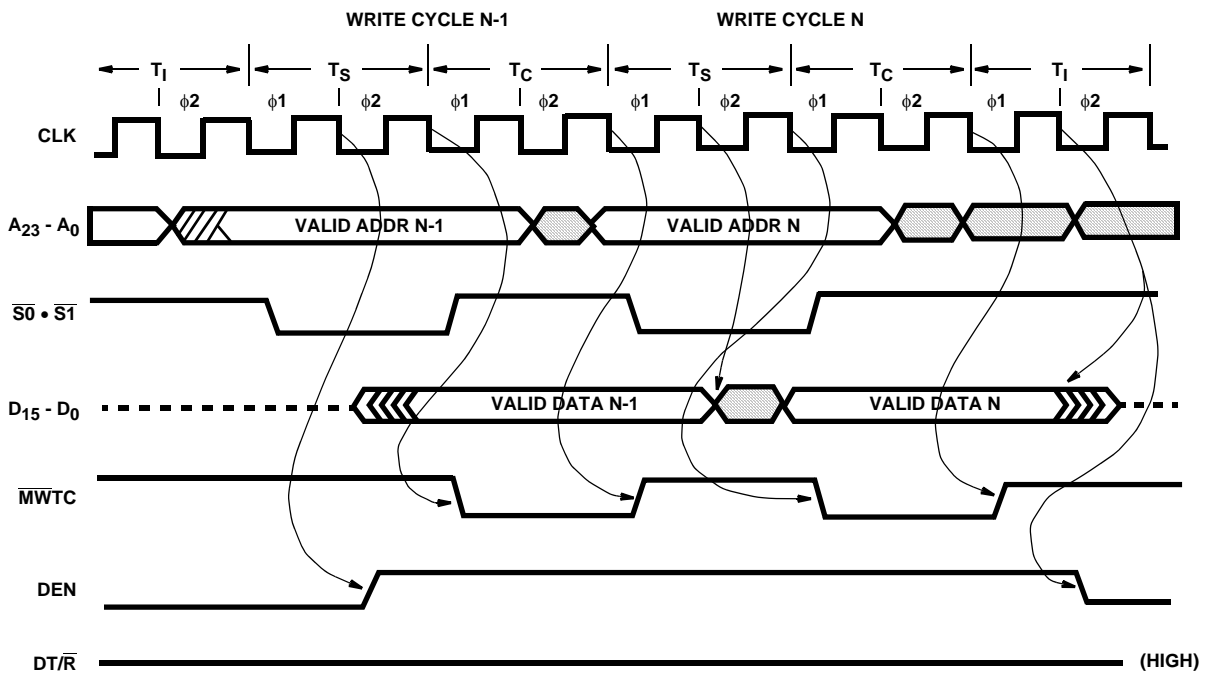 WRITE CYCLE N-1 WRITE CYCLE N
TI TS TC TS TC TI
ϕ2 ϕ1 ϕ2 ϕ1 ϕ2 ϕ1 ϕ2 ϕ1 ϕ2 ϕ1 ϕ2
CLK
A23 - A0 VALID ADDR N-1 VALID ADDR N
S0 • S1
D15 - D0 VALID DATA N-1 VALID DATA N
MWTC
DEN
DT/R (HIGH)